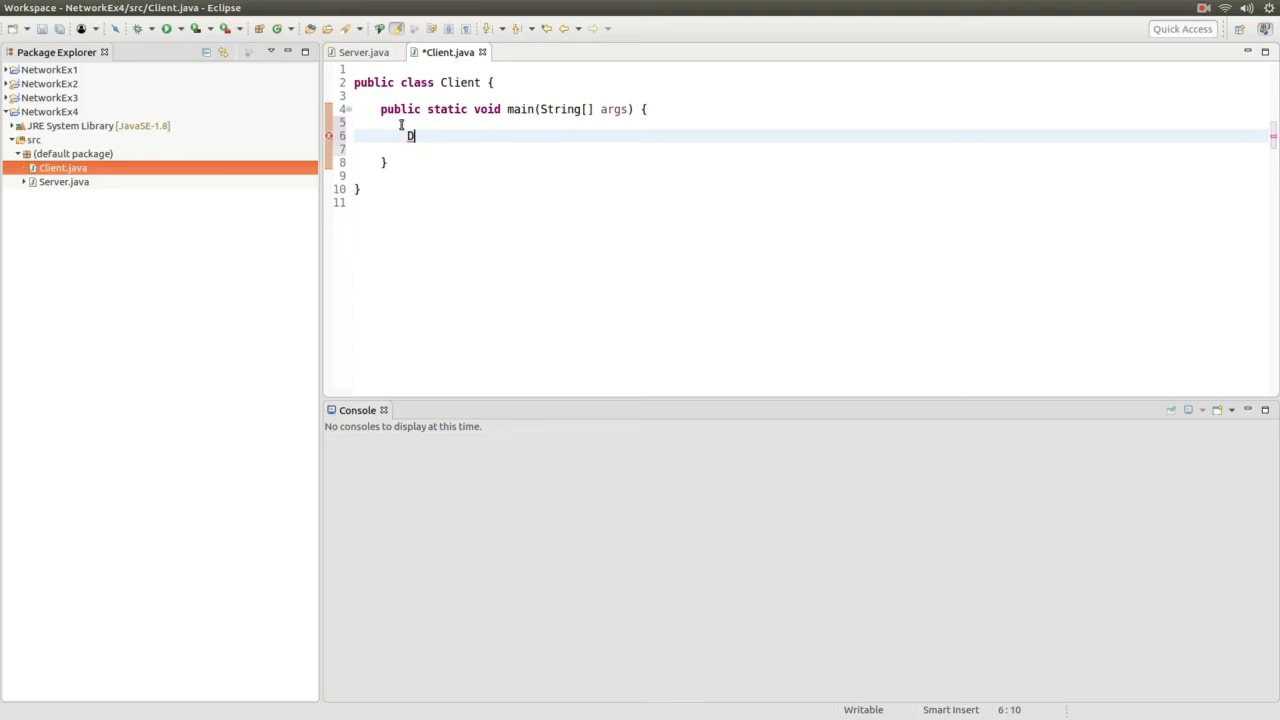 Workspace - NetworkEx4/src/Client.java - Eclipse
Quick Access
Package Explorer
NetworkEx1
NetworkEx2
NetworkEx3
NetworkEx4
JRE System Library [JavaSE-1.8]
src
(default package)
Client.java
Server.java
Server.java *Client.java
1
2 public class Client {
3
4 public static void main(String[] args) {
5
6 D
7
8 }
9
10 }
11
Console
No consoles to display at this time.
Writable Smart Insert 6 : 10